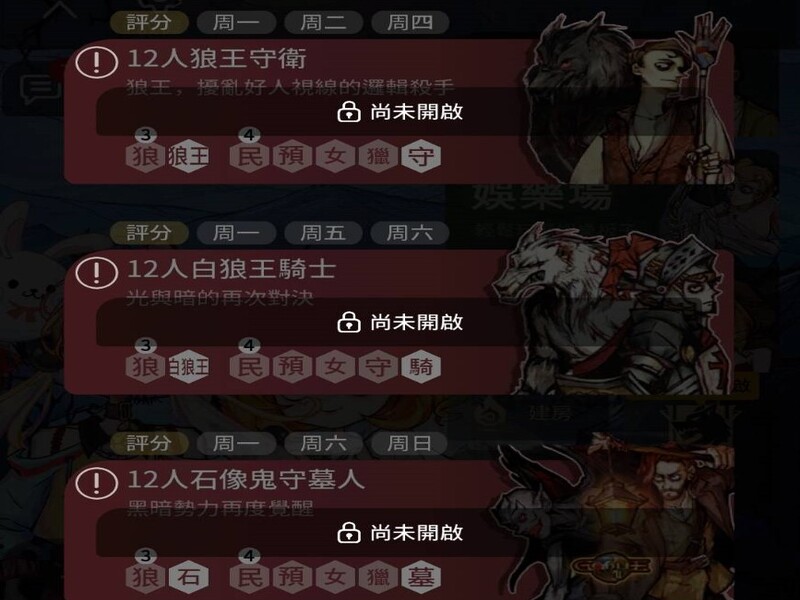 評分 周一 周二 周四
12人狼王守衛
狼王，擾亂好人視線的邏輯殺手
尚未開啟
3 4
狼 狼王 民 預 女 獵 守
娛樂場
評分 周一 周五 周六
12人白狼王騎士
光與暗的再次對決
尚未開啟
3 4
狼 白狼王 民 預 女 守 騎
建房
評分 周一 周六 周日
12人石像鬼守墓人
黑暗勢力再度覺醒
尚未開啟
3 4
狼 石 民 預 女 獵 墓